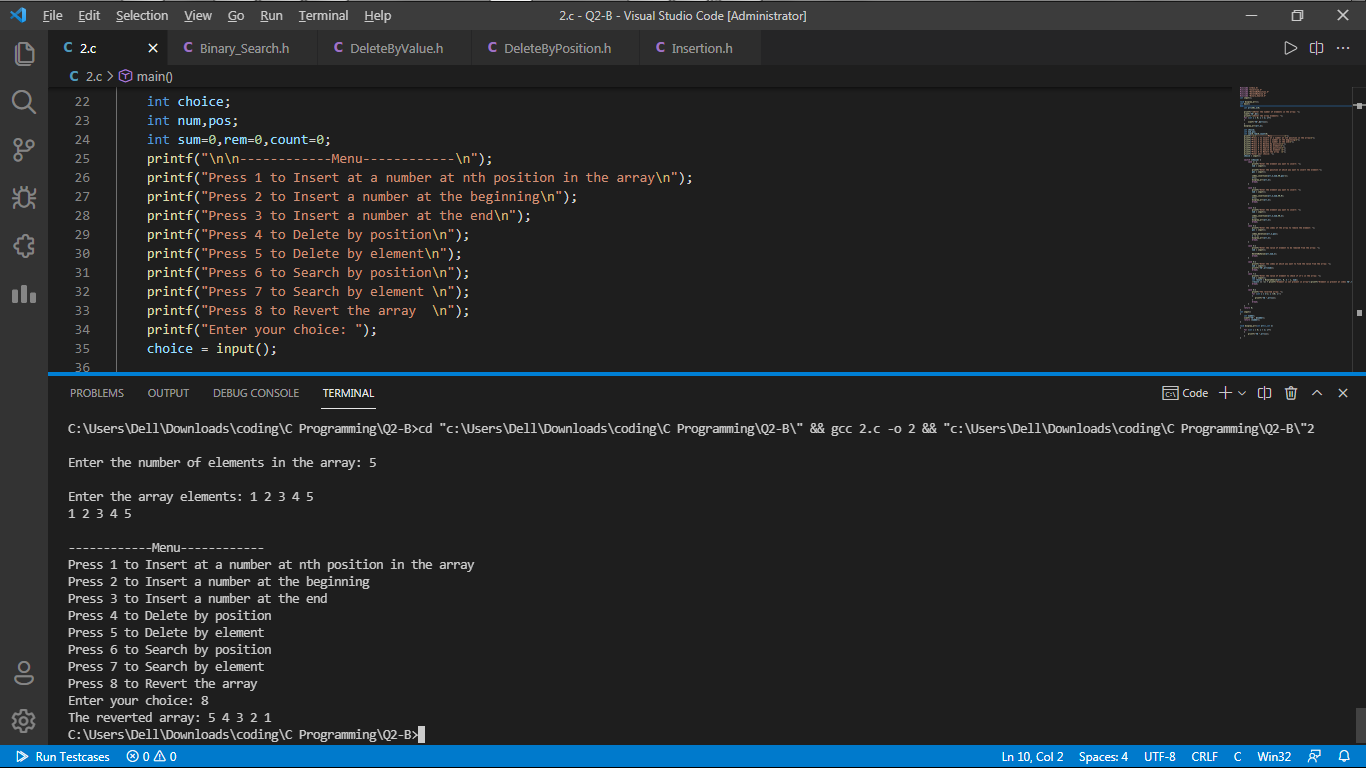 File Edit Selection View Go Run Terminal Help 2.c - Q2-B - Visual Studio Code [Administrator]
C 2.c C Binary_Search.h C DeleteByValue.h C DeleteByPosition.h C Insertion.h
C 2.c > main()
22 int choice;
23 int num,pos;
24 int sum=0,rem=0,count=0;
25 printf("\n\n------------Menu------------\n");
26 printf("Press 1 to Insert at a number at nth position in the array\n");
27 printf("Press 2 to Insert a number at the beginning\n");
28 printf("Press 3 to Insert a number at the end\n");
29 printf("Press 4 to Delete by position\n");
30 printf("Press 5 to Delete by element\n");
31 printf("Press 6 to Search by position\n");
32 printf("Press 7 to Search by element \n");
33 printf("Press 8 to Revert the array  \n");
34 printf("Enter your choice: ");
35 choice = input();
36
PROBLEMS OUTPUT DEBUG CONSOLE TERMINAL Code
C:\Users\Dell\Downloads\coding\C Programming\Q2-B>cd "c:\Users\Dell\Downloads\coding\C Programming\Q2-B\" && gcc 2.c -o 2 && "c:\Users\Dell\Downloads\coding\C Programming\Q2-B\"2
Enter the number of elements in the array: 5
Enter the array elements: 1 2 3 4 5
1 2 3 4 5
------------Menu------------
Press 1 to Insert at a number at nth position in the array
Press 2 to Insert a number at the beginning
Press 3 to Insert a number at the end
Press 4 to Delete by position
Press 5 to Delete by element
Press 6 to Search by position
Press 7 to Search by element
Press 8 to Revert the array
Enter your choice: 8
The reverted array: 5 4 3 2 1
C:\Users\Dell\Downloads\coding\C Programming\Q2-B>
Run Testcases 0 0 Ln 10, Col 2 Spaces: 4 UTF-8 CRLF C Win32